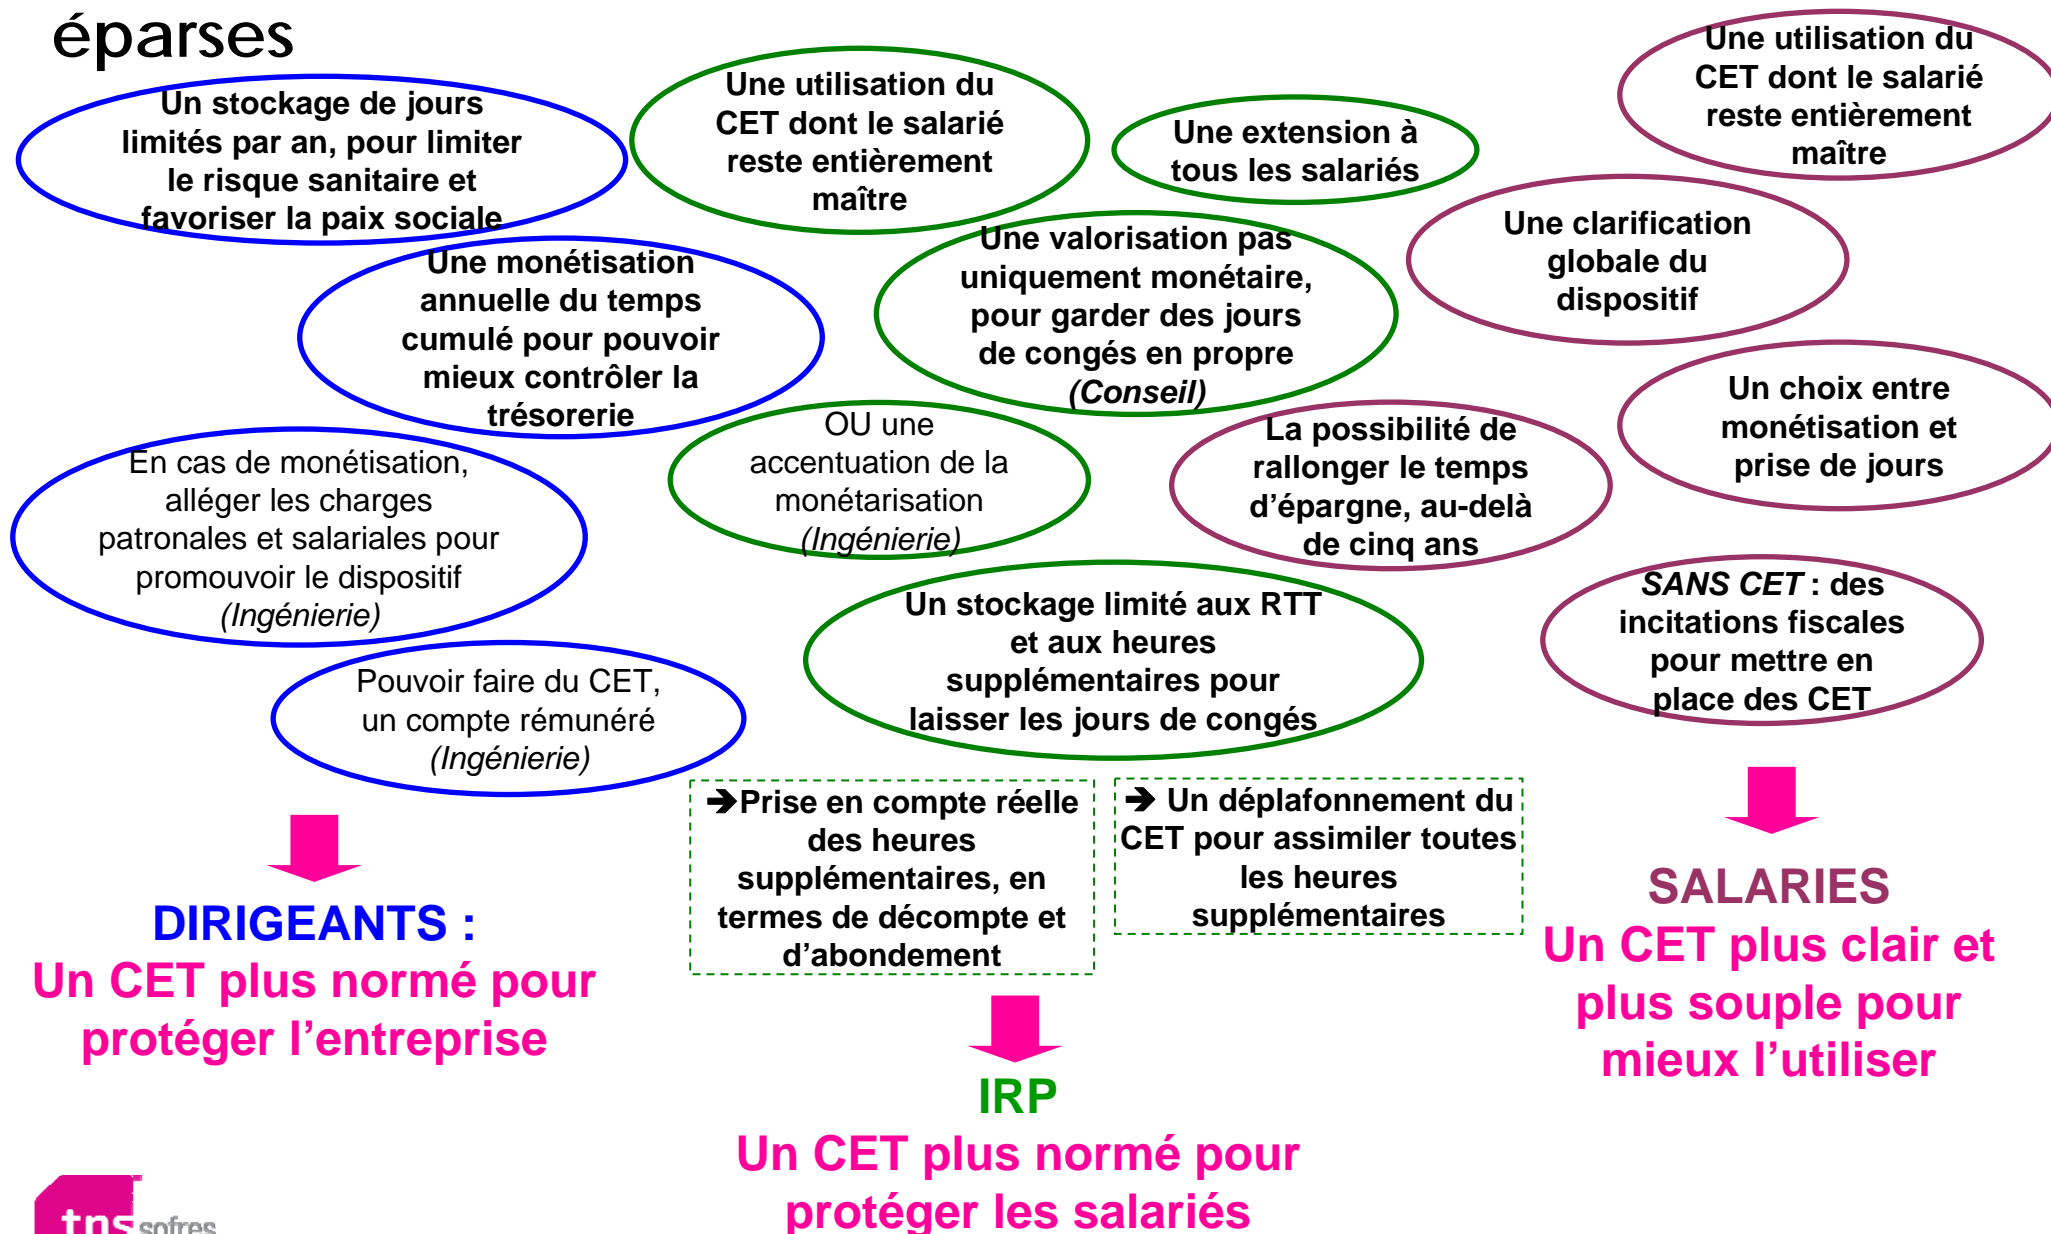 éparses
Un stockage de jours
limités par an, pour limiter
le risque sanitaire et
favoriser la paix sociale
Une monétisation
annuelle du temps
cumulé pour pouvoir
mieux contrôler la
trésorerie
En cas de monétisation,
alléger les charges
patronales et salariales pour
promouvoir le dispositif
(Ingénierie)
Pouvoir faire du CET,
un compte rémunéré
(Ingénierie)
DIRIGEANTS :
Un CET plus normé pour
protéger l’entreprise
Une utilisation du
CET dont le salarié
reste entièrement
maître
Une extension à
tous les salariés
Une valorisation pas
uniquement monétaire,
pour garder des jours
de congés en propre
(Conseil)
OU une
accentuation de la
monétarisation
(Ingénierie)
Un stockage limité aux RTT
et aux heures
supplémentaires pour
laisser les jours de congés
➔Prise en compte réelle
des heures
supplémentaires, en
termes de décompte et
d’abondement
➔ Un déplafonnement du
CET pour assimiler toutes
les heures
supplémentaires
IRP
Un CET plus normé pour
protéger les salariés
Une utilisation du
CET dont le salarié
reste entièrement
maître
Une clarification
globale du
dispositif
Un choix entre
monétisation et
prise de jours
La possibilité de
rallonger le temps
d’épargne, au-delà
de cinq ans
SANS CET : des
incitations fiscales
pour mettre en
place des CET
SALARIES
Un CET plus clair et
plus souple pour
mieux l’utiliser
tns sofres